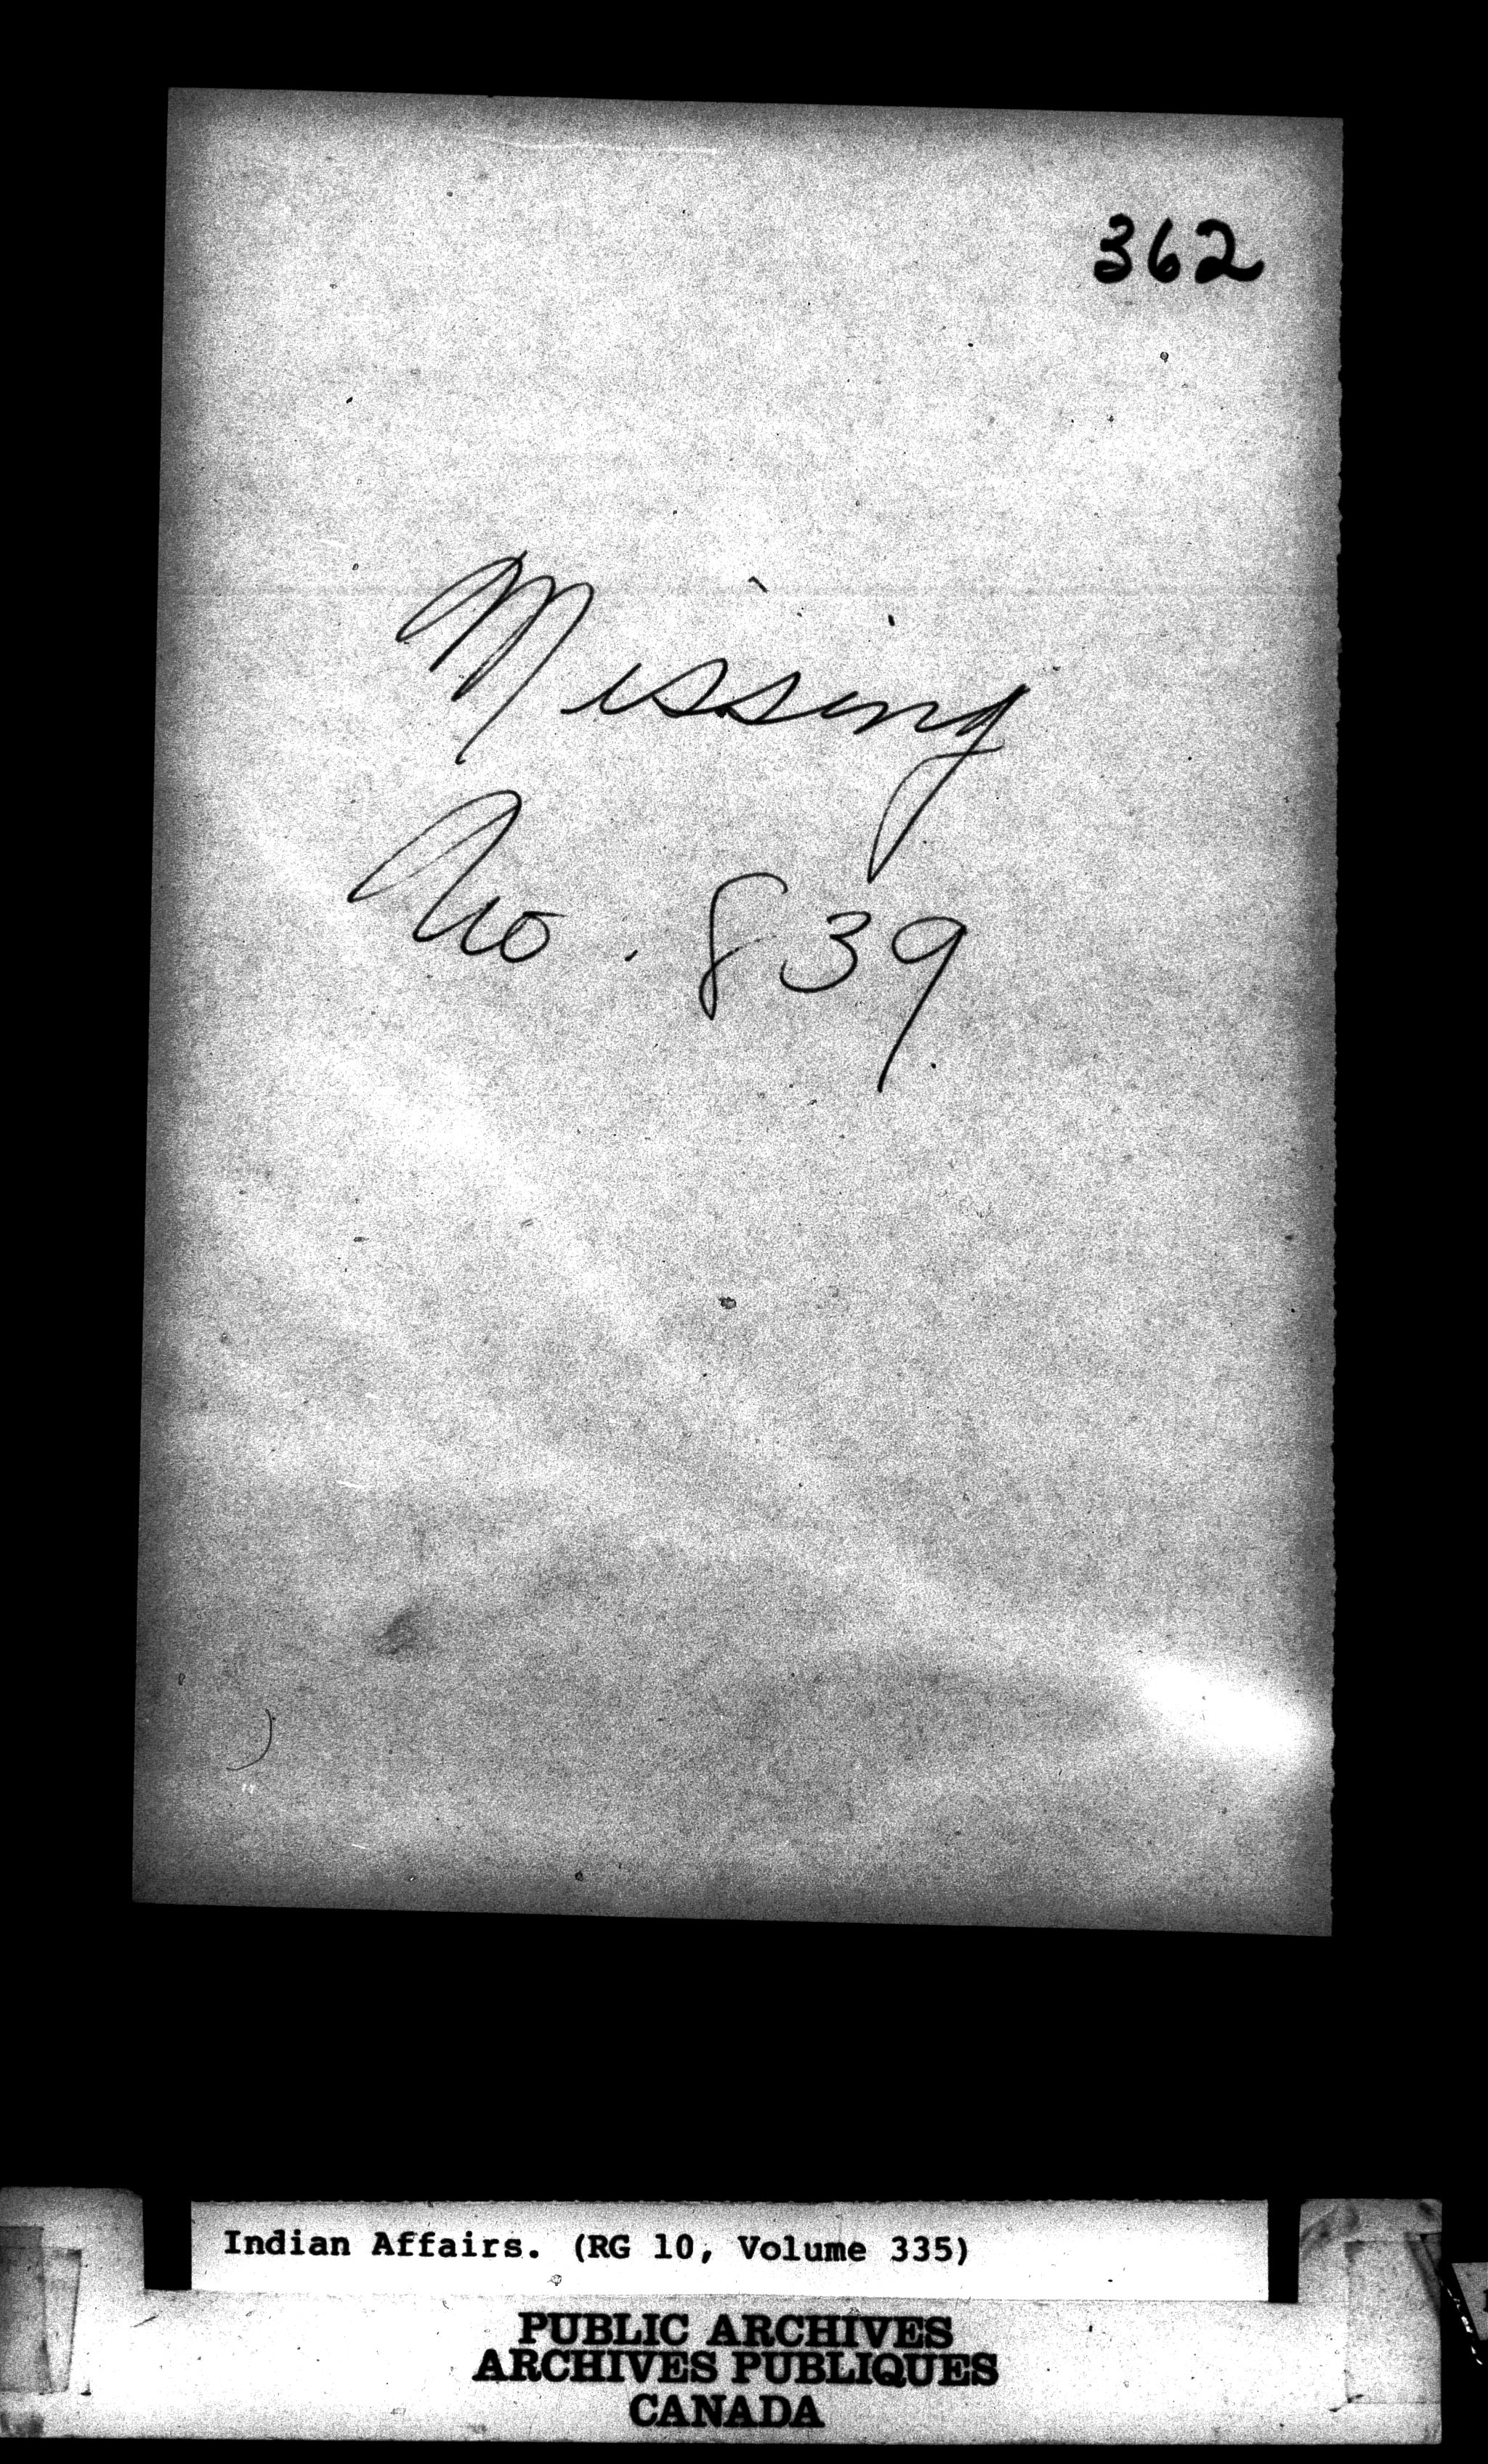 362
Missing
No. 839
Indian Affairs. (RG 10, Volume 335)
PUBLIC ARCHIVES
ARCHIVES PUBLIQUES
CANADA